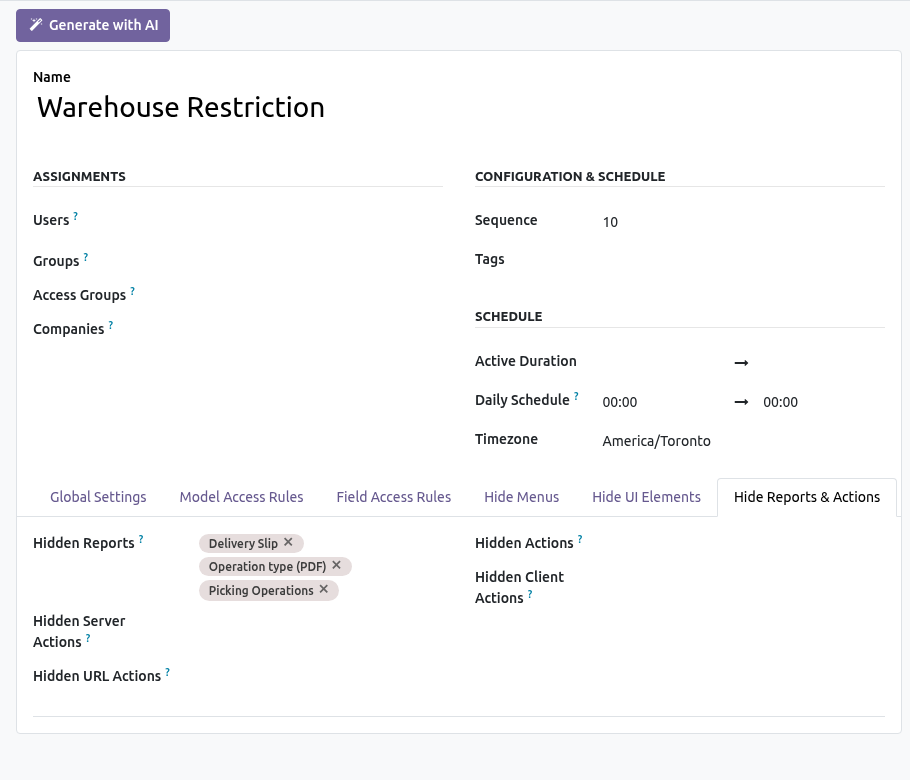 Generate with AI
Name
Warehouse Restriction
ASSIGNMENTS
Users ?
Groups ?
Access Groups ?
Companies ?
CONFIGURATION & SCHEDULE
Sequence 10
Tags
SCHEDULE
Active Duration →
Daily Schedule ? 00:00 → 00:00
Timezone America/Toronto
Global Settings Model Access Rules Field Access Rules Hide Menus Hide UI Elements Hide Reports & Actions
Hidden Reports ? Delivery Slip ✕
Operation type (PDF) ✕
Picking Operations ✕
Hidden Server
Actions ?
Hidden URL Actions ?
Hidden Actions ?
Hidden Client
Actions ?